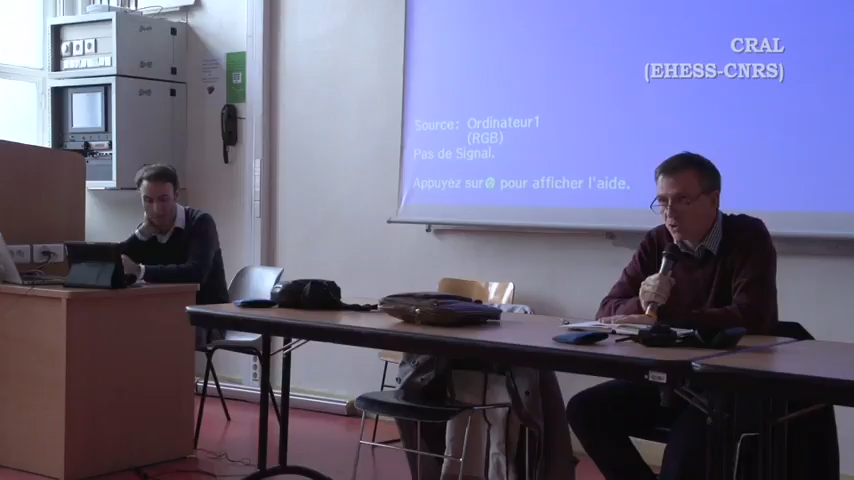 CRAL
(EHESS-CNRS)
Source: Ordinateur1
(RGB)
Pas de Signal.
Appuyez sur pour afficher l'aide.